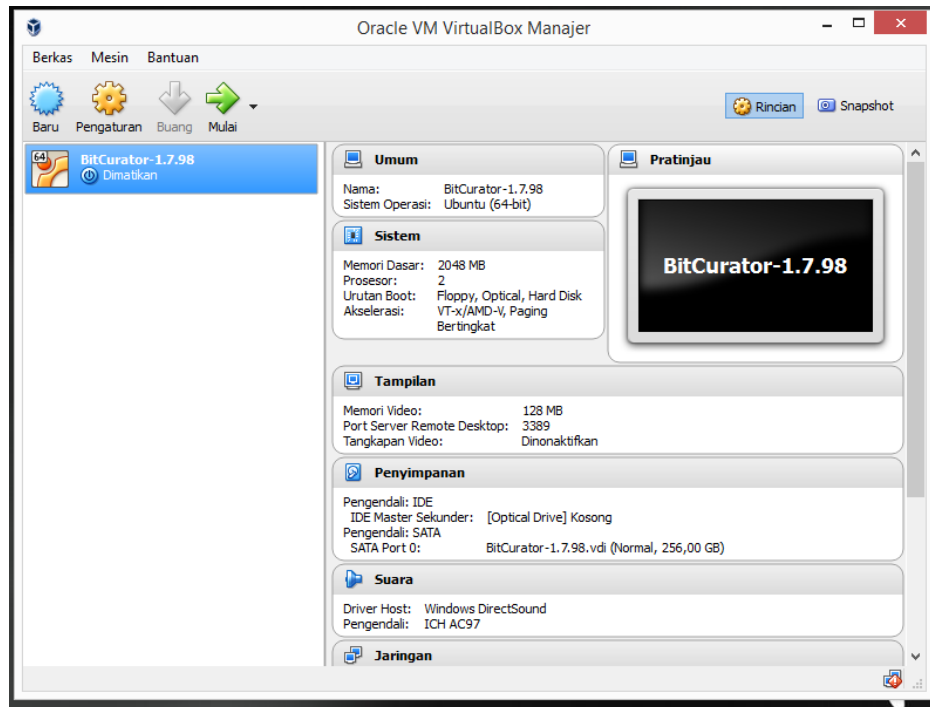 Oracle VM VirtualBox Manajer
Berkas Mesin Bantuan
Baru Pengaturan Buang Mulai
Rincian Snapshot
64
BitCurator-1.7.98
Dimatikan
Umum
Nama: BitCurator-1.7.98
Sistem Operasi: Ubuntu (64-bit)
Sistem
Memori Dasar: 2048 MB
Prosesor: 2
Urutan Boot: Floppy, Optical, Hard Disk
Akselerasi: VT-x/AMD-V, Paging
Bertingkat
Pratinjau
BitCurator-1.7.98
Tampilan
Memori Video: 128 MB
Port Server Remote Desktop: 3389
Tangkapan Video: Dinonaktifkan
Penyimpanan
Pengendali: IDE
IDE Master Sekunder: [Optical Drive] Kosong
Pengendali: SATA
SATA Port 0: BitCurator-1.7.98.vdi (Normal, 256,00 GB)
Suara
Driver Host: Windows DirectSound
Pengendali: ICH AC97
Jaringan